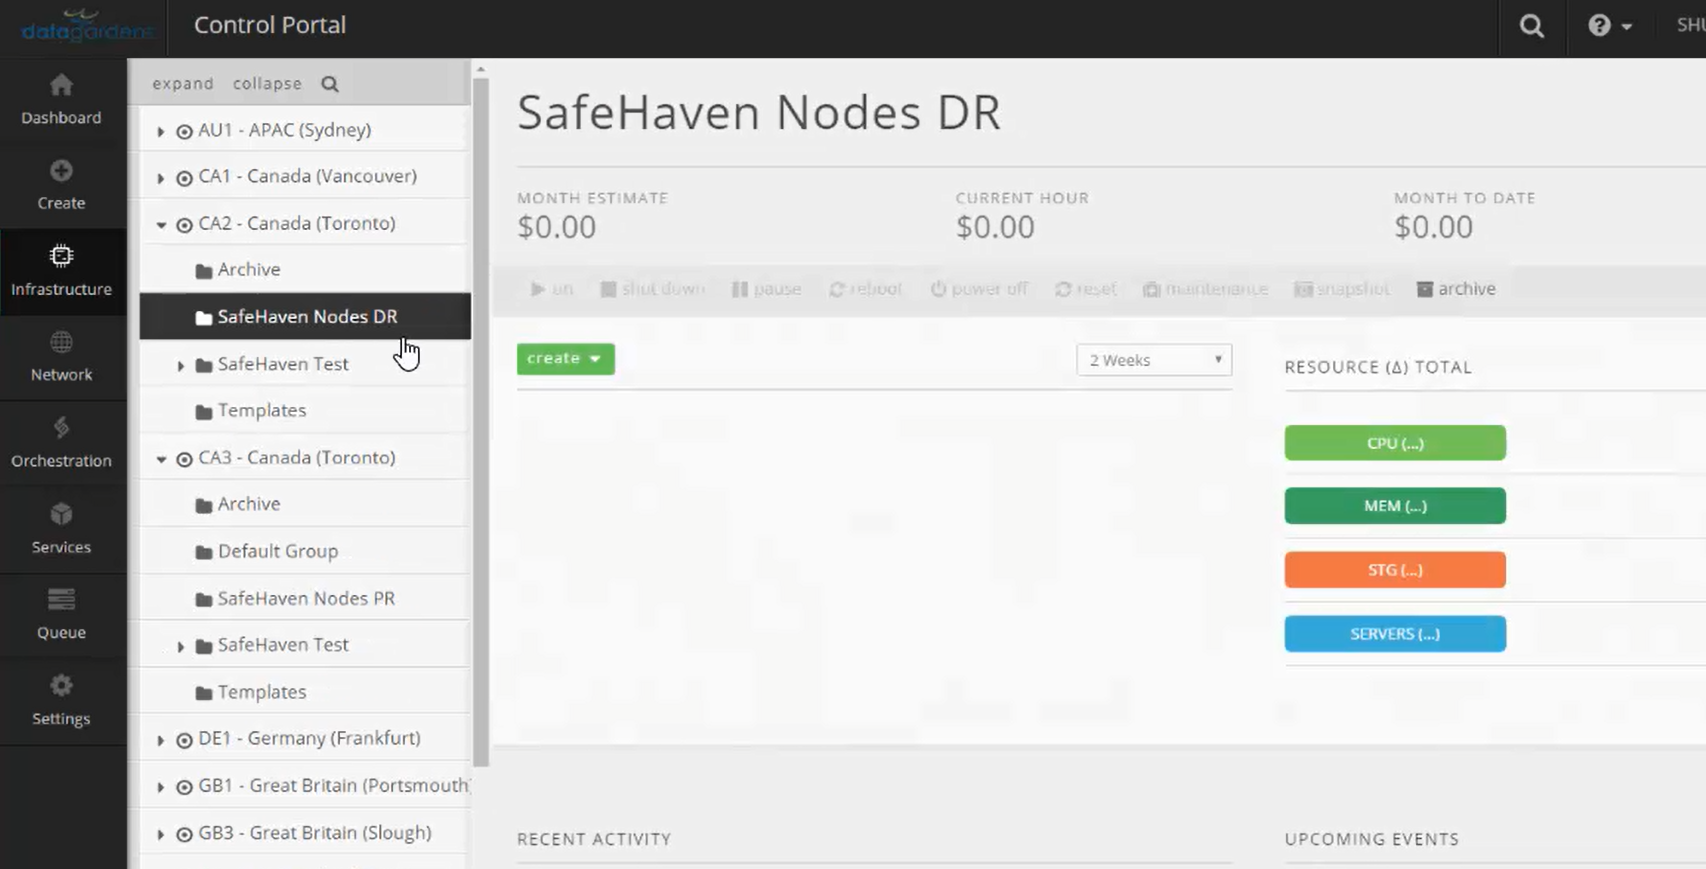 datagardens
Control Portal
SHU
Dashboard
Create
Infrastructure
Network
Orchestration
Services
Queue
Settings
expand collapse
AU1 - APAC (Sydney)
CA1 - Canada (Vancouver)
CA2 - Canada (Toronto)
Archive
SafeHaven Nodes DR
SafeHaven Test
Templates
CA3 - Canada (Toronto)
Archive
Default Group
SafeHaven Nodes PR
SafeHaven Test
Templates
DE1 - Germany (Frankfurt)
GB1 - Great Britain (Portsmouth)
GB3 - Great Britain (Slough)
SafeHaven Nodes DR
MONTH ESTIMATE CURRENT HOUR MONTH TO DATE
$0.00 $0.00 $0.00
on shut down pause reboot power off reset maintenance snapshot archive
create 2 Weeks
RESOURCE (Δ) TOTAL
CPU (...)
MEM (...)
STG (...)
SERVERS (...)
RECENT ACTIVITY UPCOMING EVENTS